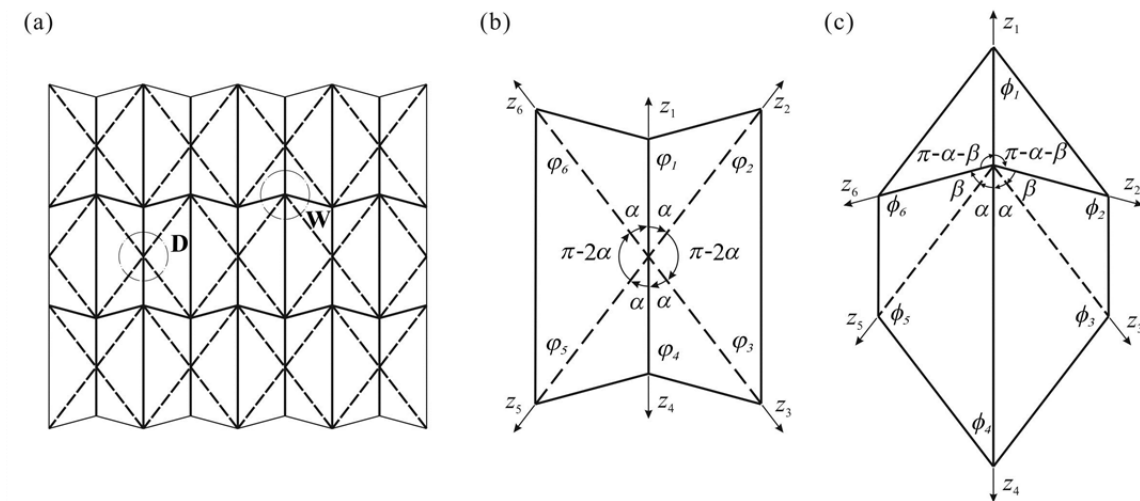 (a)
D
W
(b)
z6
z1
z2
φ6
φ1
φ2
α α
π-2α π-2α
α α
φ5
φ4
φ3
z5
z4
z3
(c)
z1
ϕ1
π-α-β π-α-β
z6
z2
ϕ6
β
α α
β
ϕ2
z5
ϕ5
ϕ3
z3
ϕ4
z4